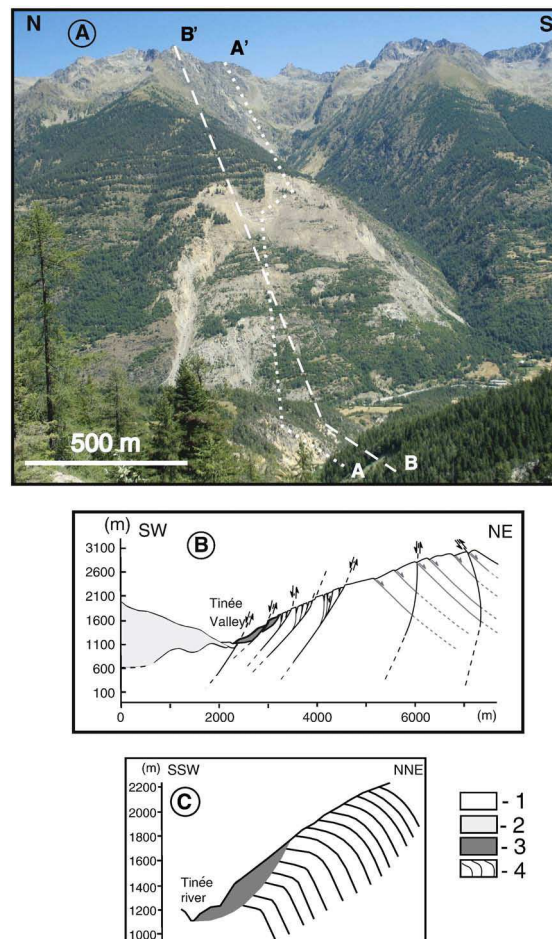 N A S
B'
A'
500 m
A
B
(m) SW B NE
3100
2600
2100
1600
1100
600
100
Tinée
Valley
0 2000 4000 6000 (m)
(m) SSW NNE
C
2200
2000
1800
1600
1400
1200
1000
Tinée
river
- 1
- 2
- 3
- 4